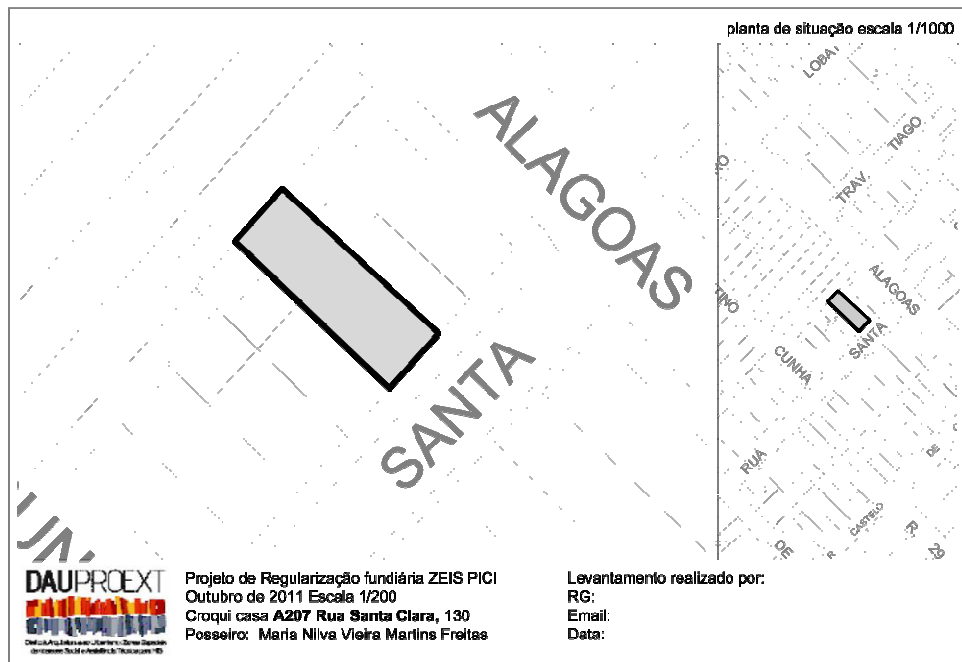 planta de situação escala 1/1000
ALAGOAS
SANTA
TIAGO
TRAV.
ALAGOAS
SANTA
CUNHA
RUA
DE
CASTELO
DE
R.
29
DAUPROEXT
Projeto de Regularização fundiária ZEIS PICI
Outubro de 2011 Escala 1/200
Croqui casa A207 Rua Santa Clara, 130
Posseiro: Maria Nilva Vieira Martins Freitas
Levantamento realizado por:
RG:
Email:
Data: